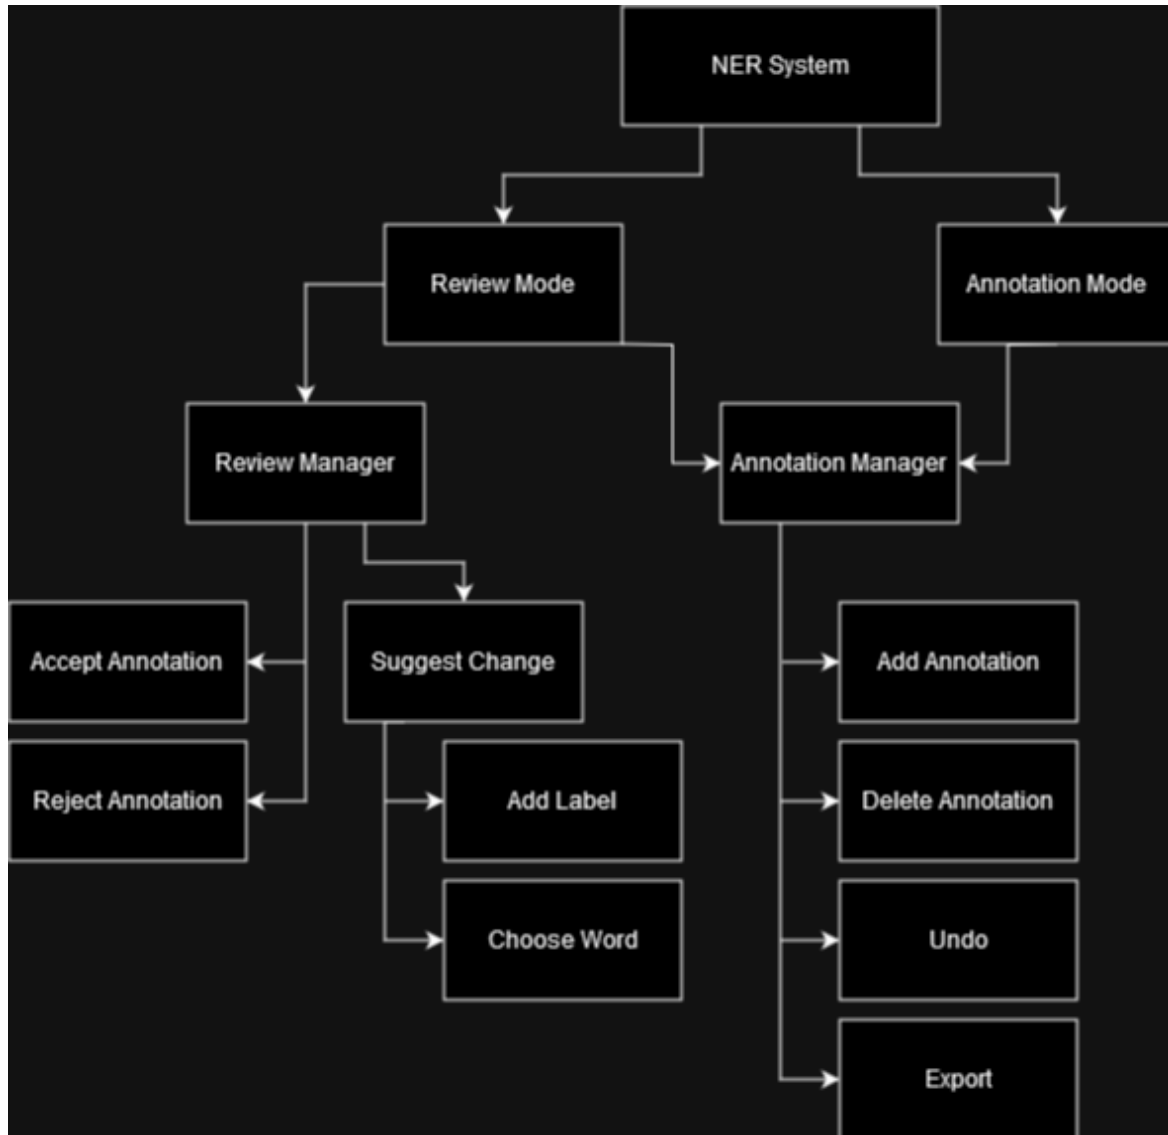 NER System
Review Mode
Annotation Mode
Review Manager
Annotation Manager
Accept Annotation
Suggest Change
Add Annotation
Reject Annotation
Add Label
Delete Annotation
Choose Word
Undo
Export